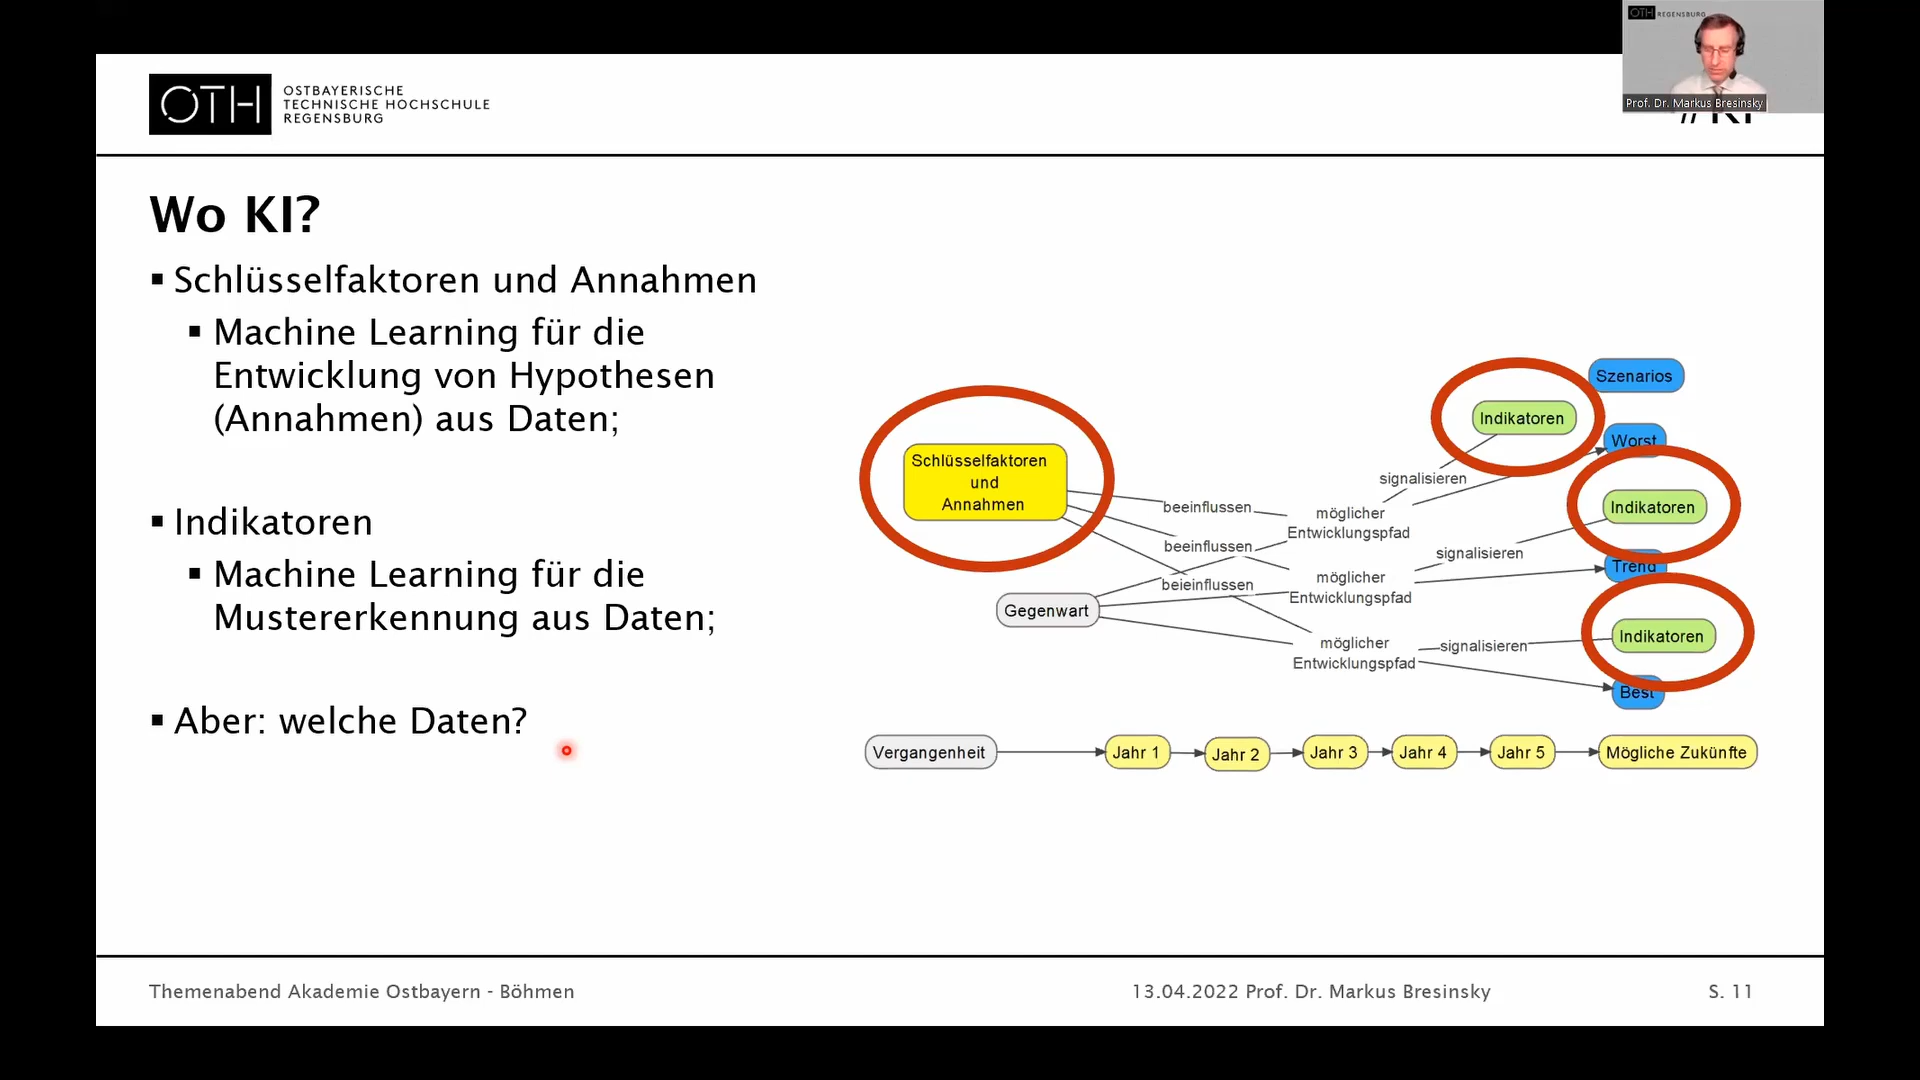 OTH REGENSBURG
Prof. Dr. Markus Bresinsky
OTH
OSTBAYERISCHE
TECHNISCHE HOCHSCHULE
REGENSBURG
Wo KI?
▪ Schlüsselfaktoren und Annahmen
▪ Machine Learning für die
Entwicklung von Hypothesen
(Annahmen) aus Daten;
▪ Indikatoren
▪ Machine Learning für die
Mustererkennung aus Daten;
▪ Aber: welche Daten?
Szenarios
Indikatoren
Worst
Schlüsselfaktoren
und
Annahmen
signalisieren
beeinflussen
möglicher
Entwicklungspfad
Indikatoren
beeinflussen
signalisieren
Trend
möglicher
Entwicklungspfad
beieinflussen
Gegenwart
Indikatoren
möglicher
Entwicklungspfad
signalisieren
Best
Vergangenheit
Jahr 1
Jahr 2
Jahr 3
Jahr 4
Jahr 5
Mögliche Zukünfte
Themenabend Akademie Ostbayern - Böhmen
13.04.2022 Prof. Dr. Markus Bresinsky
S. 11